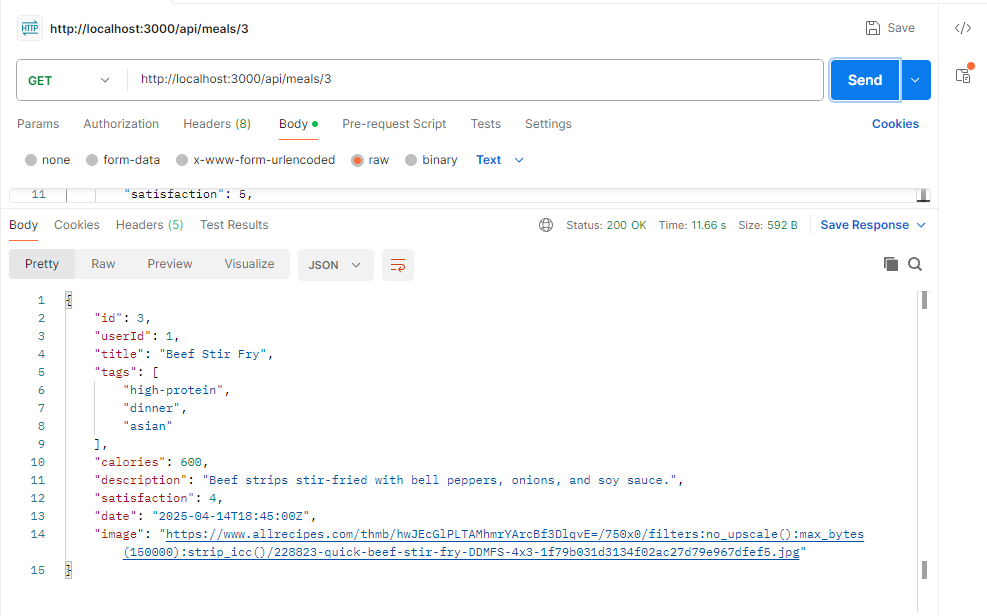 HTTP http://localhost:3000/api/meals/3 Save
GET http://localhost:3000/api/meals/3 Send
Params Authorization Headers (8) Body Pre-request Script Tests Settings Cookies
none form-data x-www-form-urlencoded raw binary Text
11 "satisfaction": 5,
Body Cookies Headers (5) Test Results Status: 200 OK Time: 11.66 s Size: 592 B Save Response
Pretty Raw Preview Visualize JSON
1 {
2 "id": 3,
3 "userId": 1,
4 "title": "Beef Stir Fry",
5 "tags": [
6 "high-protein",
7 "dinner",
8 "asian"
9 ],
10 "calories": 600,
11 "description": "Beef strips stir-fried with bell peppers, onions, and soy sauce.",
12 "satisfaction": 4,
13 "date": "2025-04-14T18:45:00Z",
14 "image": "https://www.allrecipes.com/thmb/hwJEcGlPLTAMhmrYArcBf3DlqvE=/750x0/filters:no_upscale():max_bytes
(150000):strip_icc()/228823-quick-beef-stir-fry-DDMFS-4x3-1f79b031d3134f02ac27d79e967dfef5.jpg"
15 }